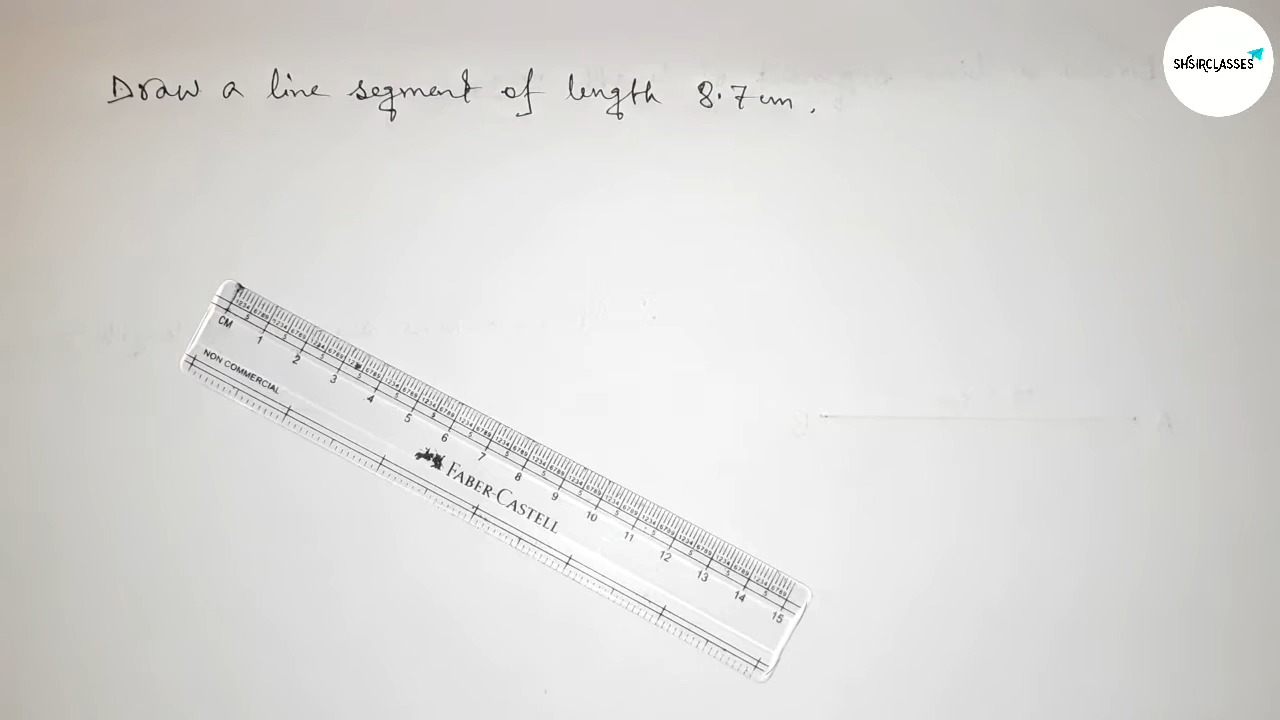 Draw a line segment of length 8.7 cm.
SHSIRCLASSES
CM
1 2 3 4 5 6 7 8 9 10 11 12 13 14 15
NON COMMERCIAL
FABER-CASTELL